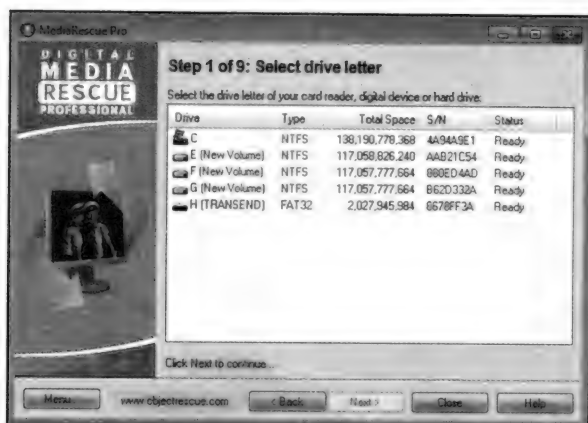 MediaRescue Pro
DIGITAL
MEDIA
RESCUE
PROFESSIONAL
Step 1 of 9: Select drive letter
Select the drive letter of your card reader, digital device or hard drive:
Drive Type Total Space S/N Status
C NTFS 138,190,778,368 4A94A9E1 Ready
E (New Volume) NTFS 117,058,826,240 AAB21C54 Ready
F (New Volume) NTFS 117,057,777,664 880ED4AD Ready
G (New Volume) NTFS 117,057,777,664 B62D332A Ready
H (TRANSEND) FAT32 2,027,945,984 6678FF3A Ready
Click Next to continue...
Menu... www.objectrescue.com < Back Next > Close Help